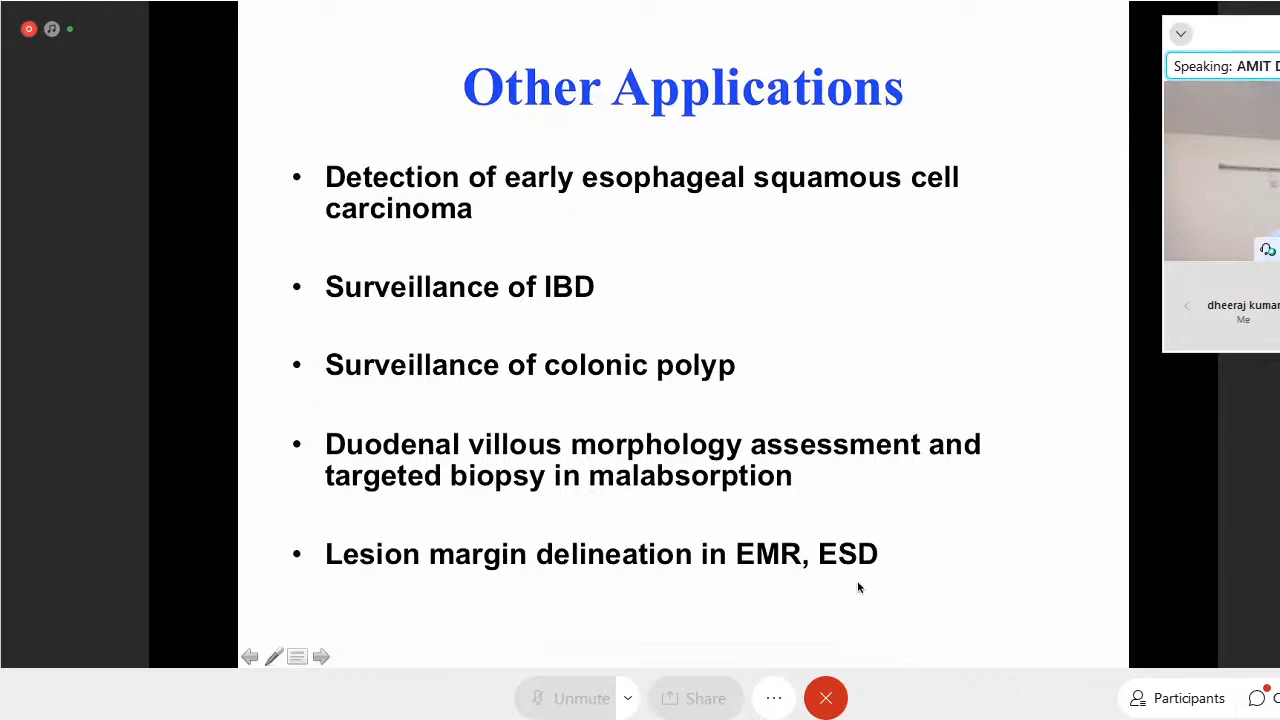 Other Applications
• Detection of early esophageal squamous cell
carcinoma
• Surveillance of IBD
• Surveillance of colonic polyp
• Duodenal villous morphology assessment and
targeted biopsy in malabsorption
• Lesion margin delineation in EMR, ESD
Speaking: AMIT D
dheeraj kumar
Me
Unmute
Share
Participants
C